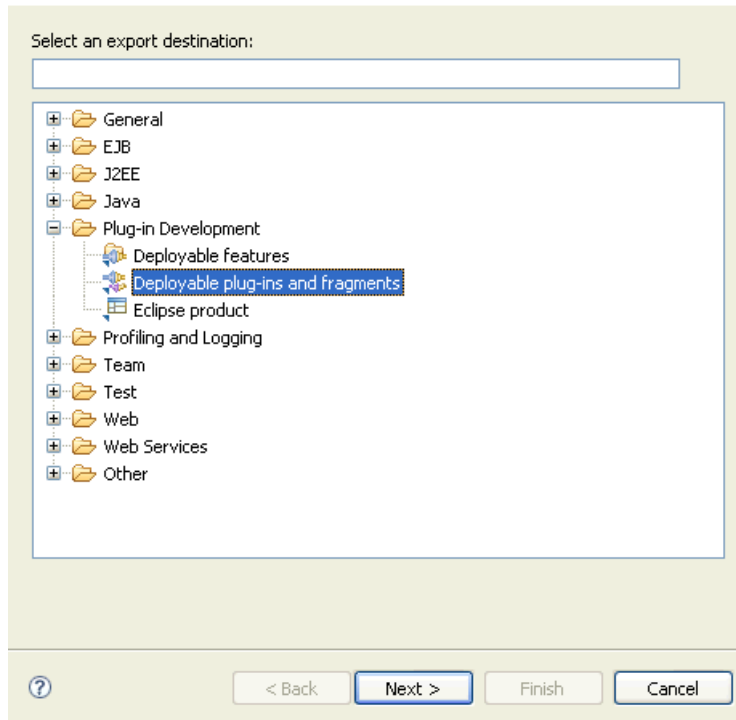 Select an export destination:
General
EJB
J2EE
Java
Plug-in Development
Deployable features
Deployable plug-ins and fragments
Eclipse product
Profiling and Logging
Team
Test
Web
Web Services
Other
? < Back Next > Finish Cancel